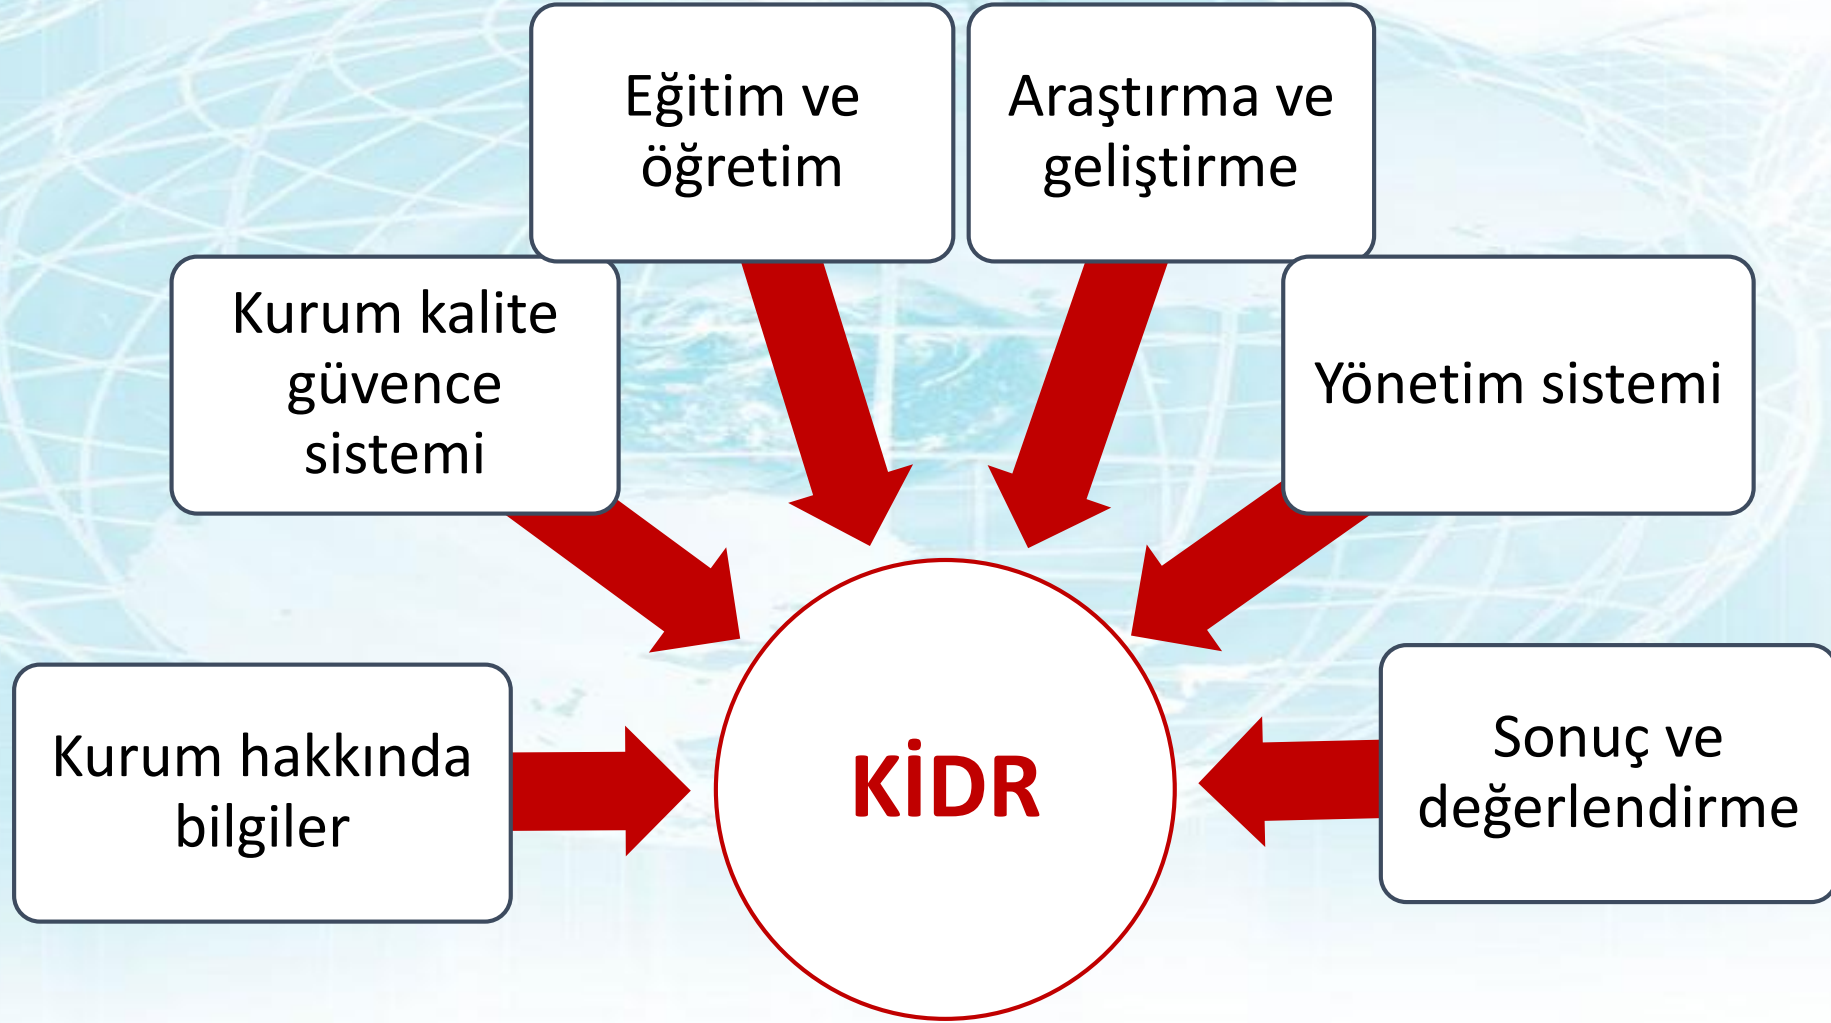 Eğitim ve
öğretim
Araştırma ve
geliştirme
Kurum kalite
güvence
sistemi
Yönetim sistemi
Kurum hakkında
bilgiler
KİDR
Sonuç ve
değerlendirme